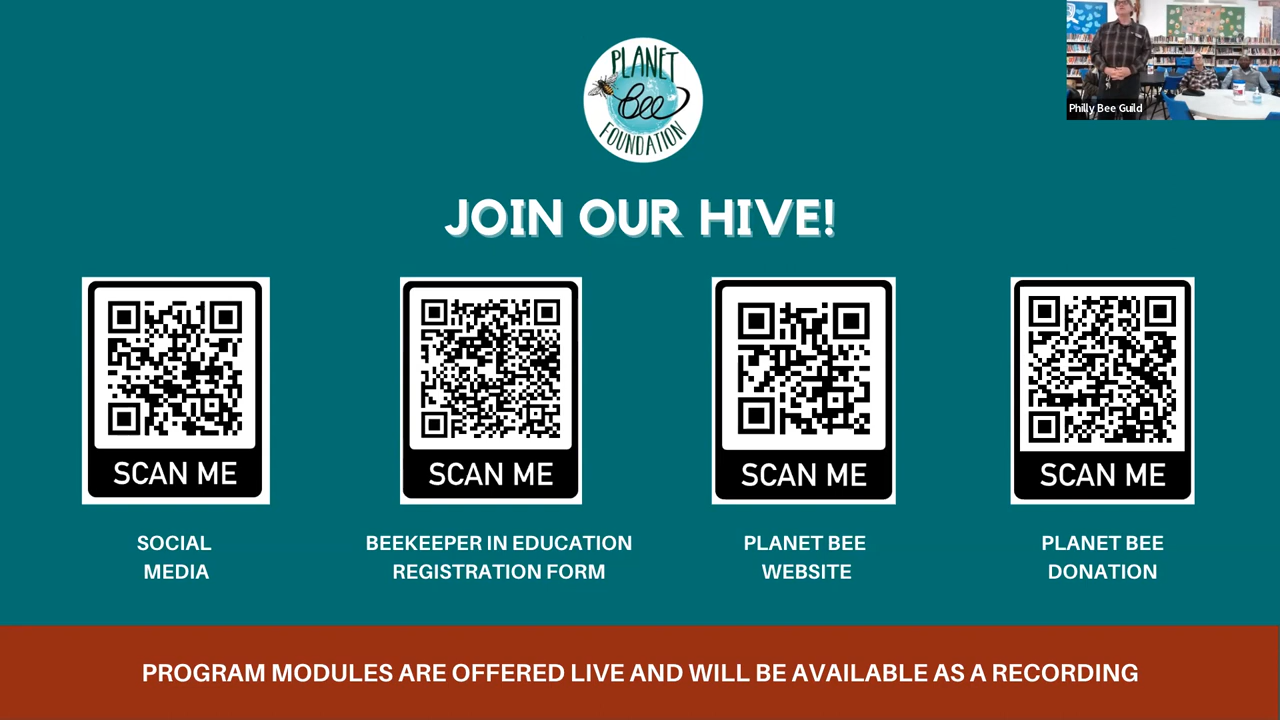 Philly Bee Guild
PLANET
Bee
FOUNDATION
JOIN OUR HIVE!
SCAN ME
SCAN ME
SCAN ME
SCAN ME
SOCIAL
MEDIA
BEEKEEPER IN EDUCATION
REGISTRATION FORM
PLANET BEE
WEBSITE
PLANET BEE
DONATION
PROGRAM MODULES ARE OFFERED LIVE AND WILL BE AVAILABLE AS A RECORDING